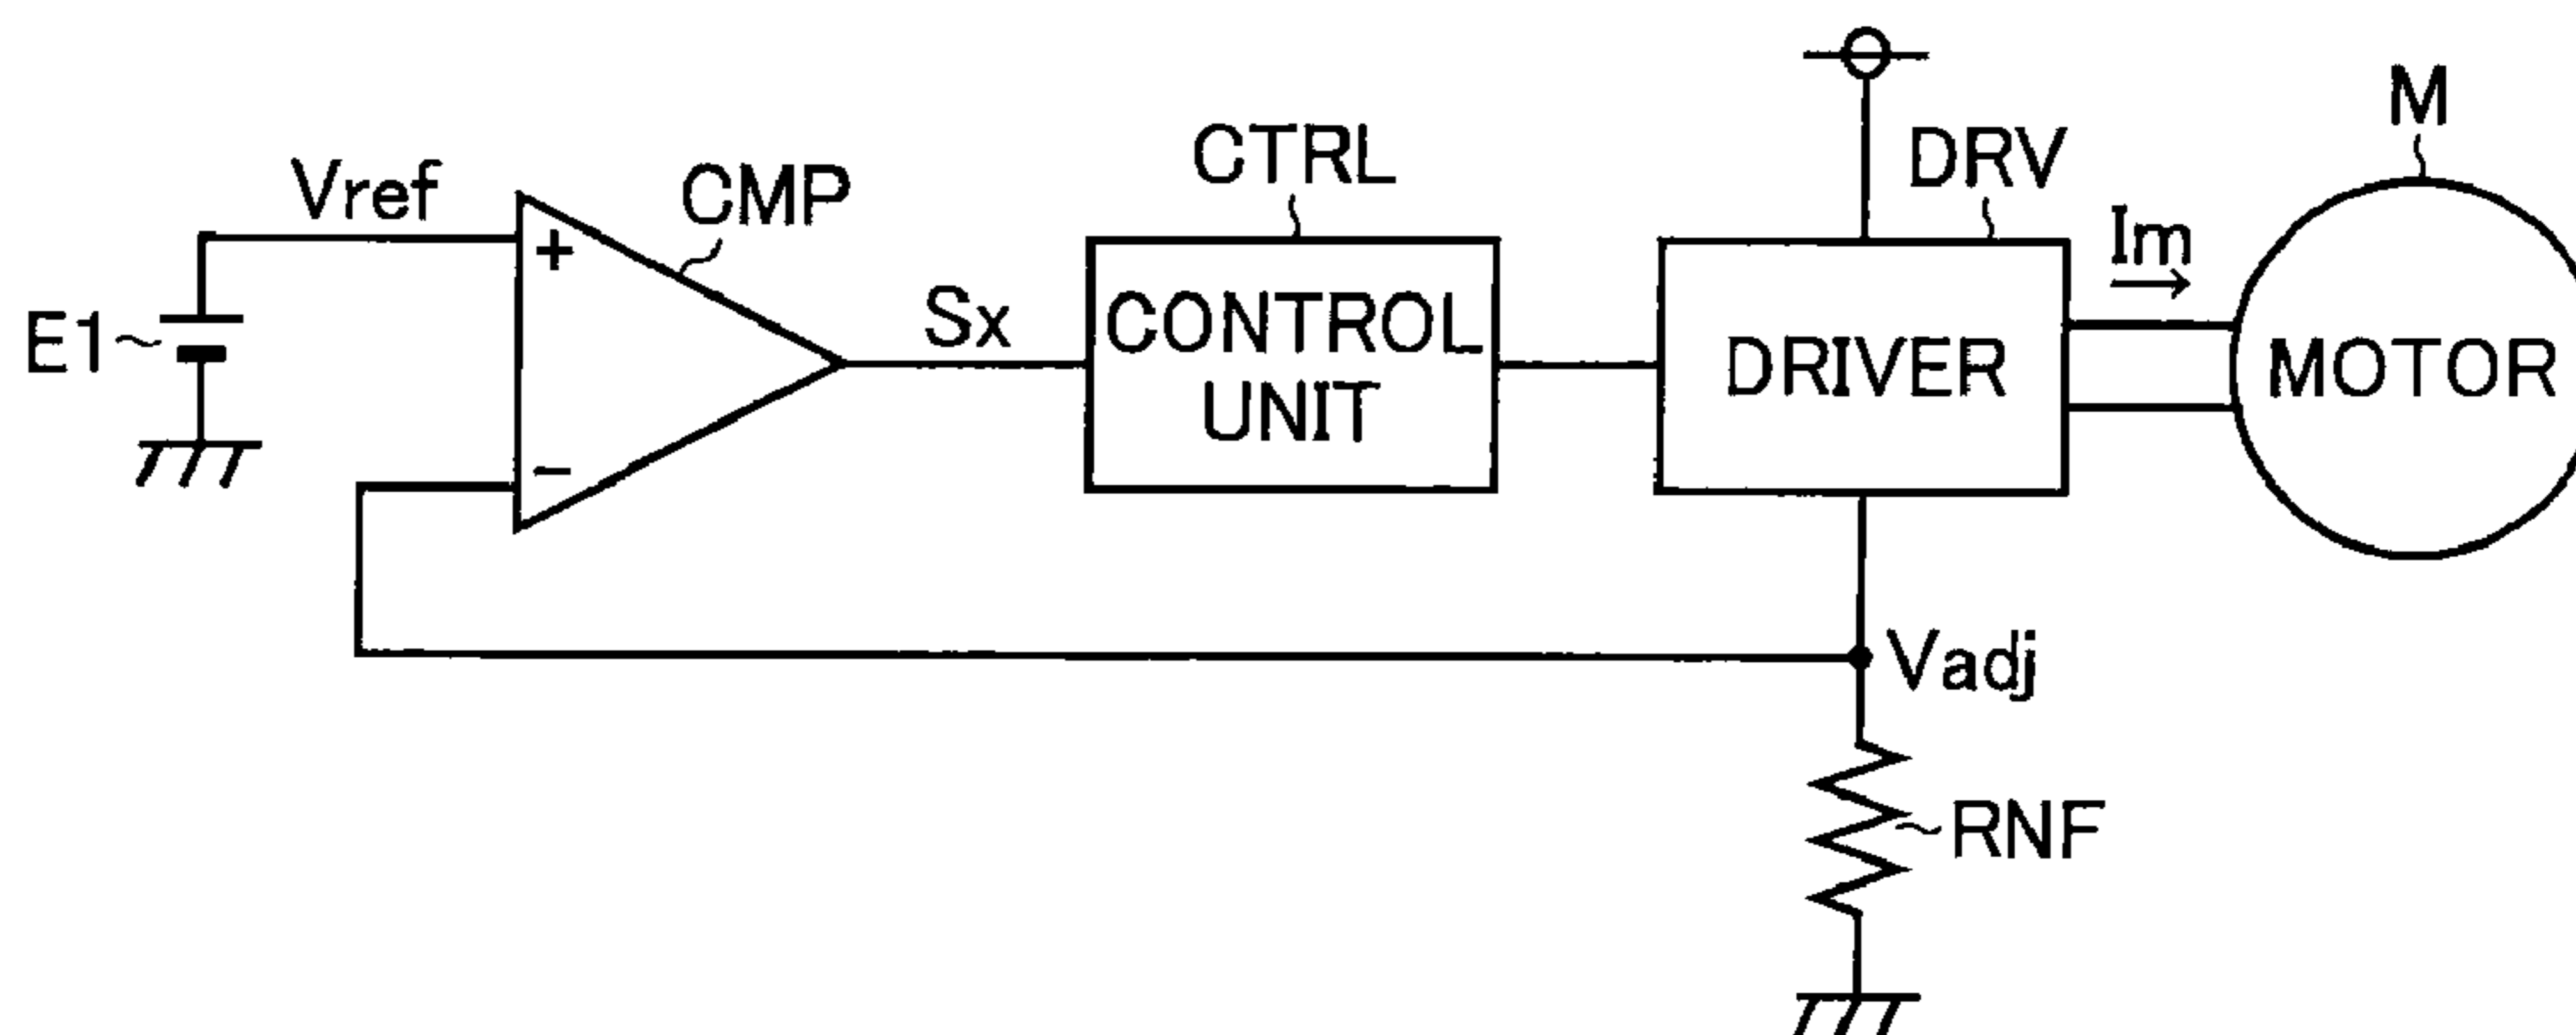 M
CTRL
DRV
Vref
CMP
Im
+
E1
Sx
CONTROL
UNIT
DRIVER
MOTOR
-
Vadj
RNF